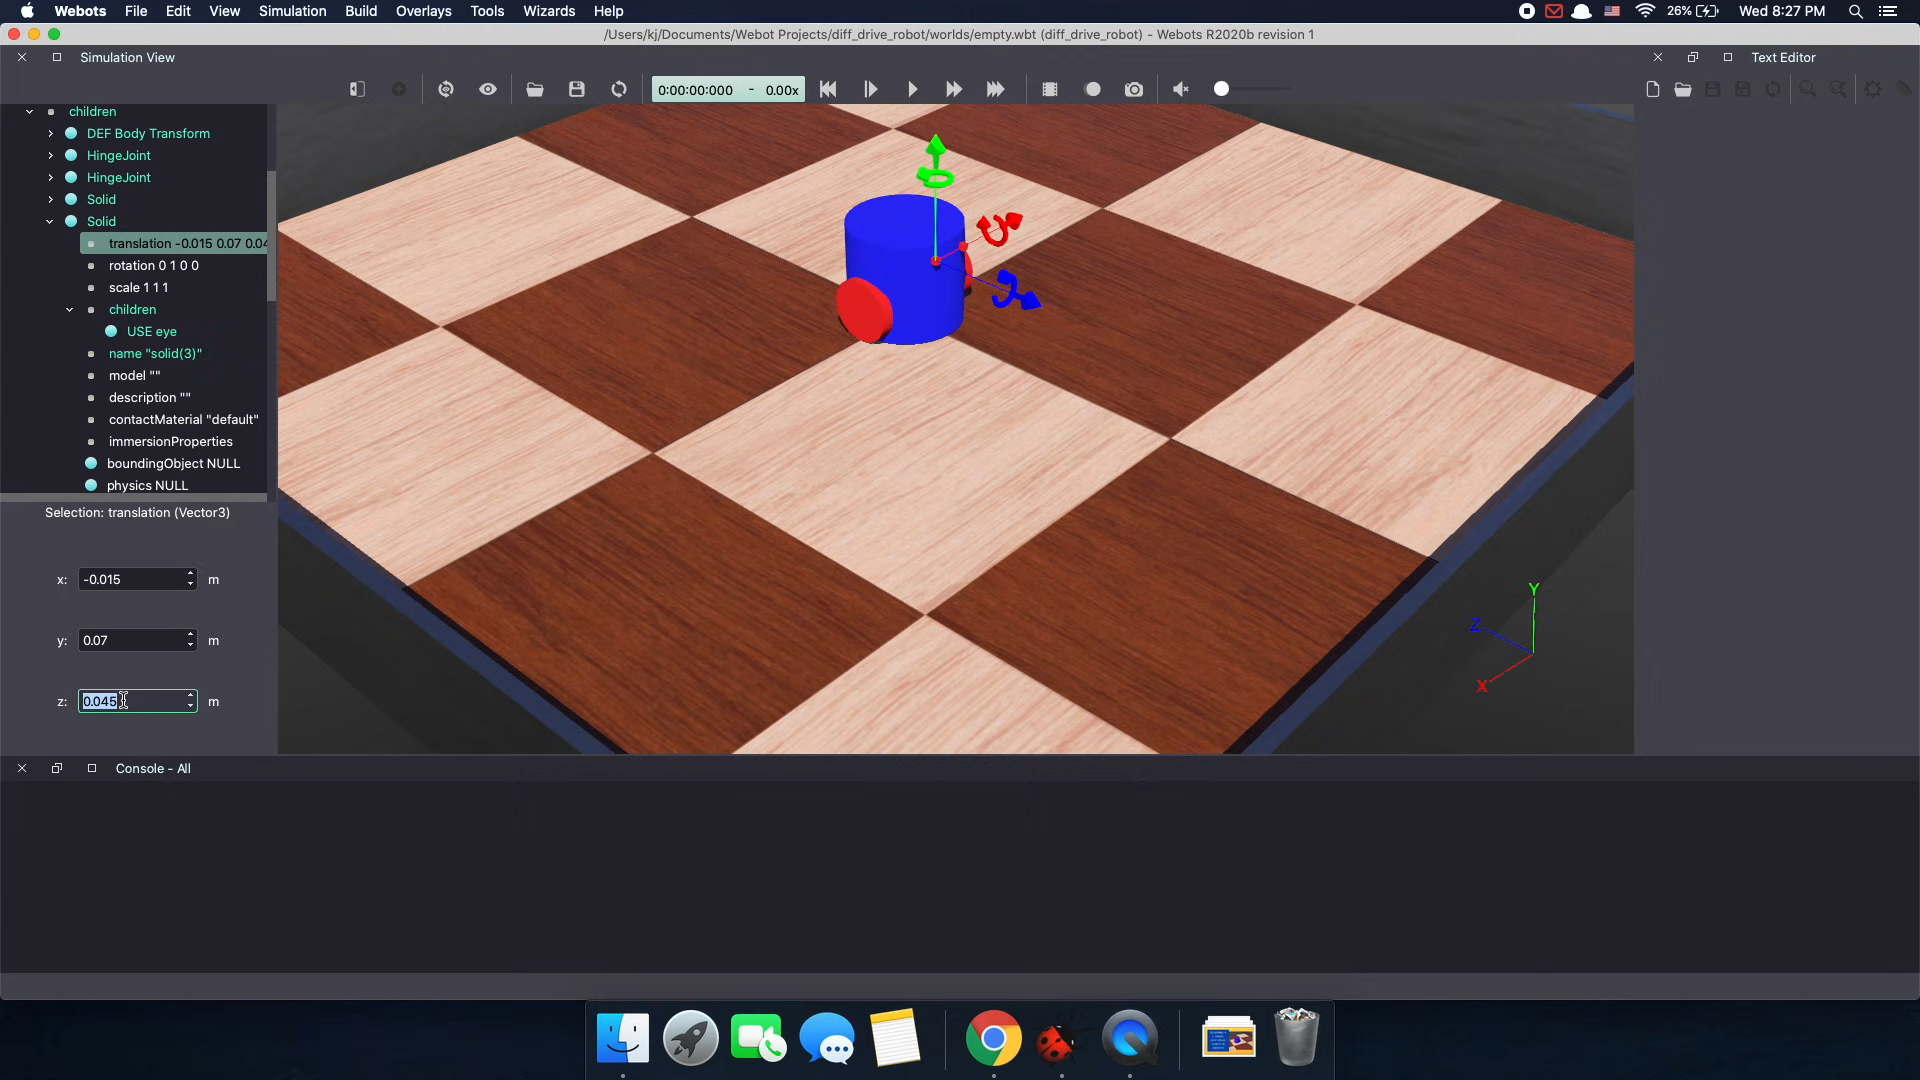 Webots File Edit View Simulation Build Overlays Tools Wizards Help 26% Wed 8:27 PM
/Users/kj/Documents/Webot Projects/diff_drive_robot/worlds/empty.wbt (diff_drive_robot) - Webots R2020b revision 1
Simulation View Text Editor
0:00:00:000 - 0.00x
children
DEF Body Transform
HingeJoint
HingeJoint
Solid
Solid
translation -0.015 0.07 0.04
rotation 0 1 0 0
scale 1 1 1
children
USE eye
name "solid(3)"
model ""
description ""
contactMaterial "default"
immersionProperties
boundingObject NULL
physics NULL
Selection: translation (Vector3)
x: -0.015 m
y: 0.07 m
z: 0.045 m
Y
Z
X
Console - All